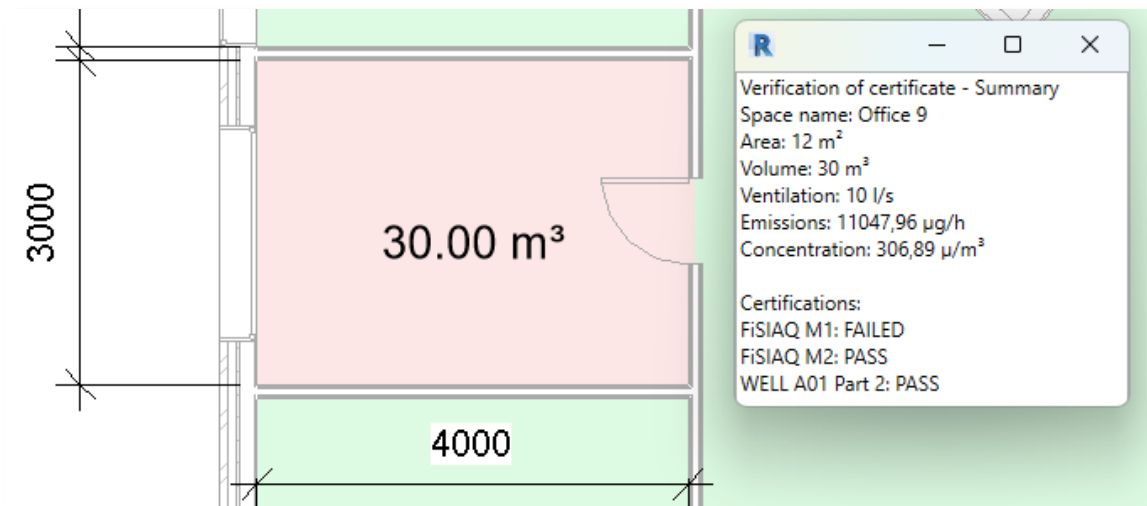 3000
30.00 m³
4000
R
Verification of certificate - Summary
Space name: Office 9
Area: 12 m²
Volume: 30 m³
Ventilation: 10 l/s
Emissions: 11047,96 µg/h
Concentration: 306,89 µ/m³
Certifications:
FiSIAQ M1: FAILED
FiSIAQ M2: PASS
WELL A01 Part 2: PASS